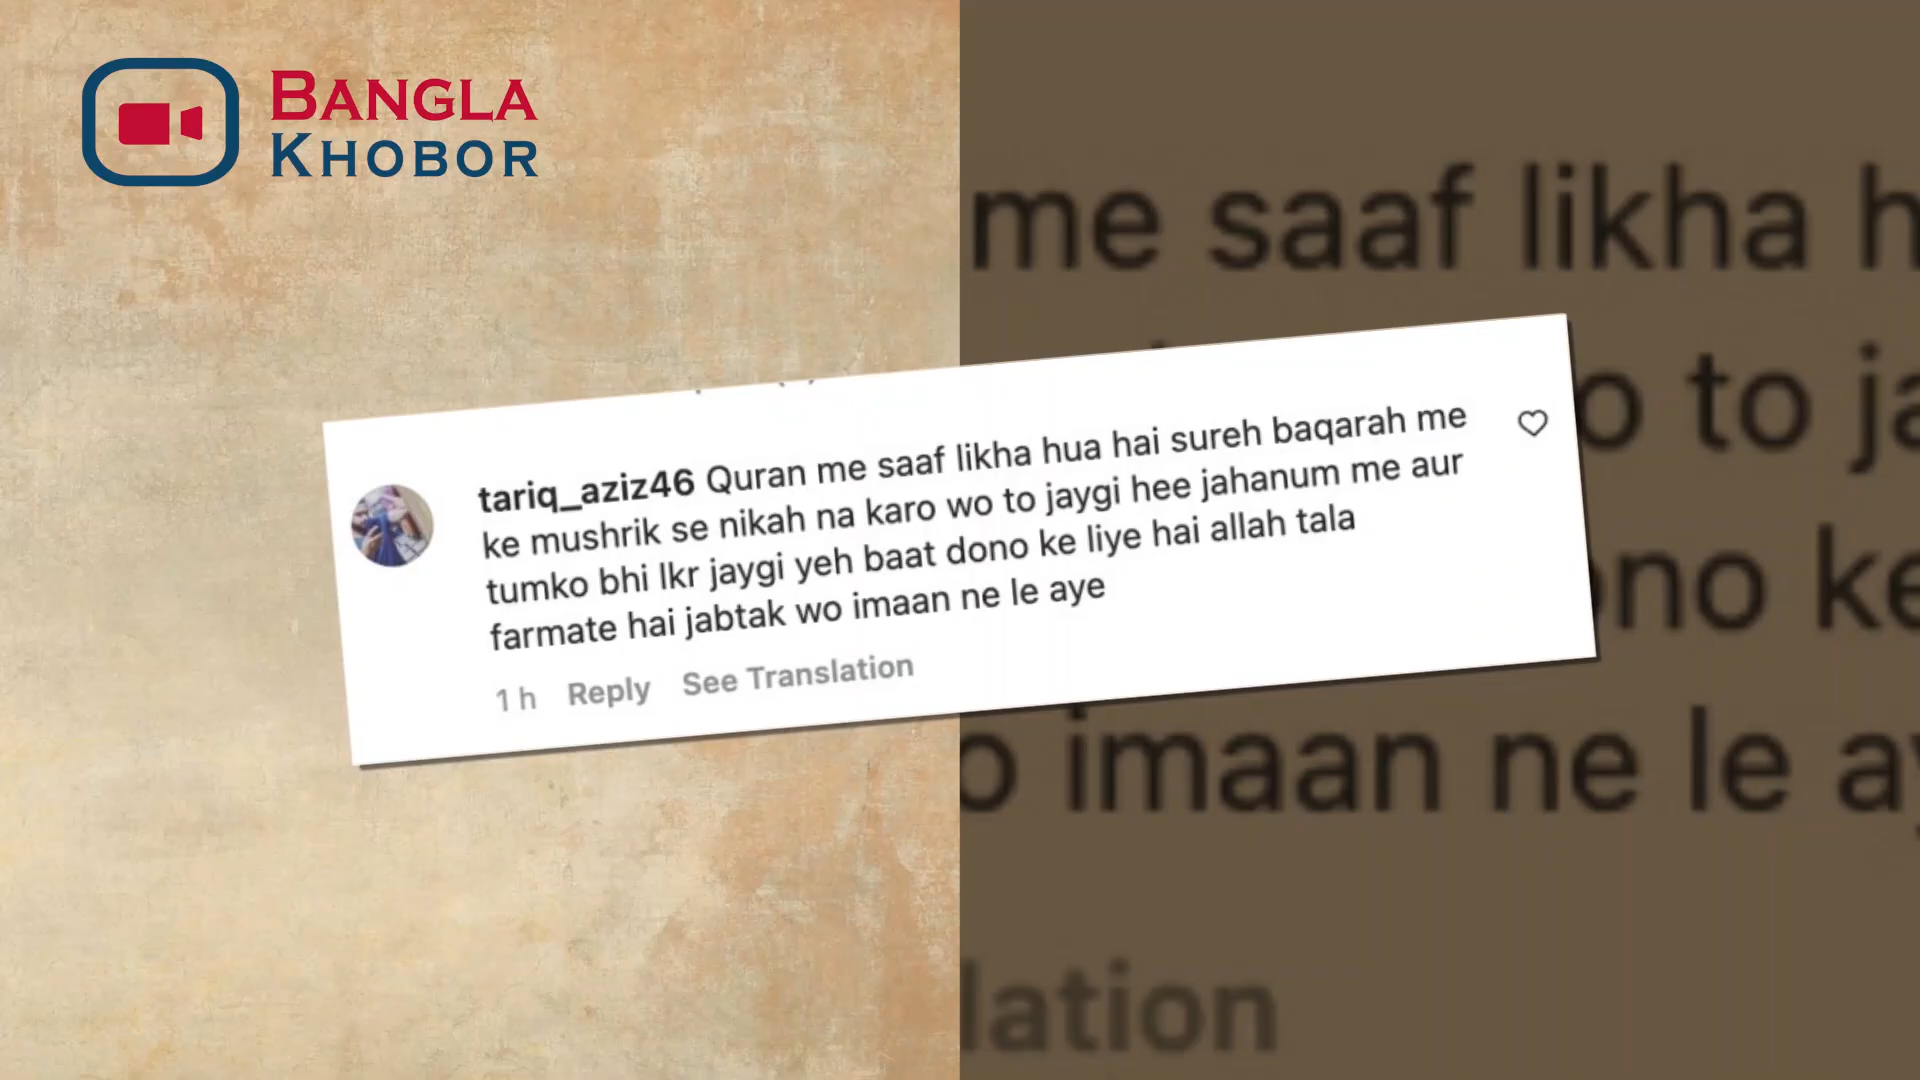 BANGLA
KHOBOR
tariq_aziz46 Quran me saaf likha hua hai sureh baqarah me
ke mushrik se nikah na karo wo to jaygi hee jahanum me aur
tumko bhi lkr jaygi yeh baat dono ke liye hai allah tala
farmate hai jabtak wo imaan ne le aye
1 h Reply See Translation
me saaf likha h
o to ja
ono ke
o imaan ne le ay
lation